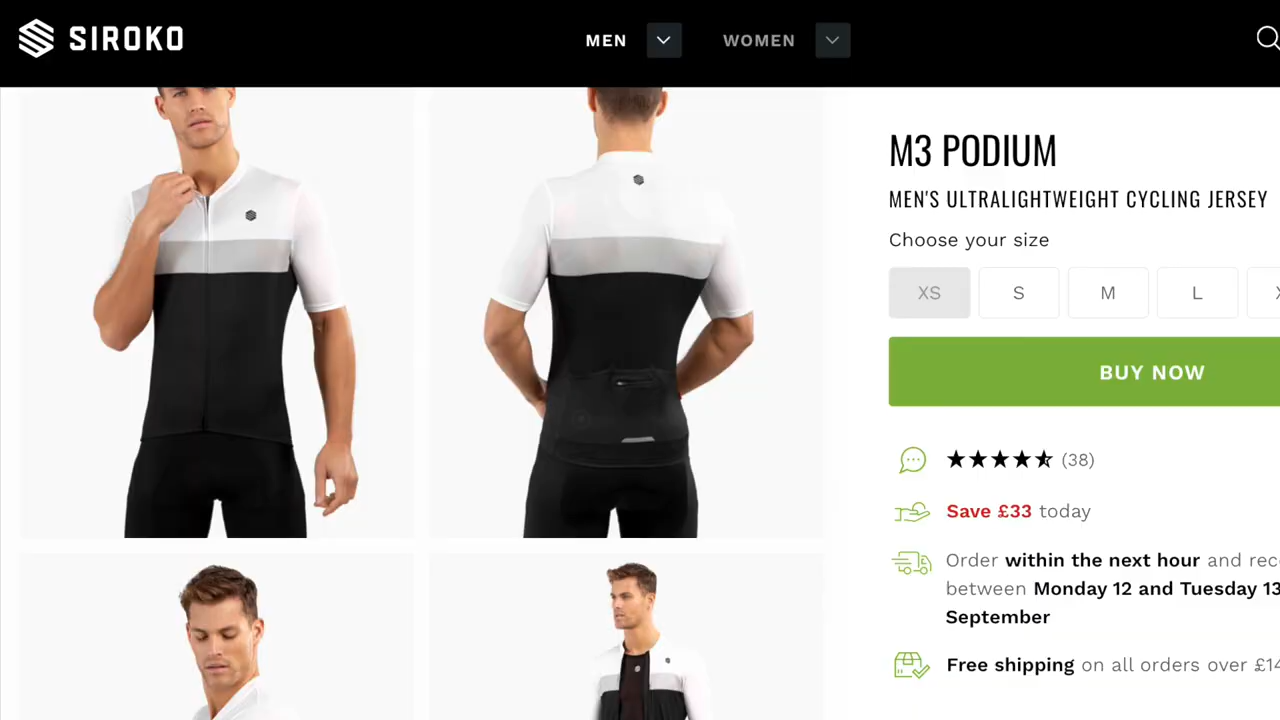 SIROKO
MEN
WOMEN
M3 PODIUM
MEN'S ULTRALIGHTWEIGHT CYCLING JERSEY
Choose your size
XS
S
M
L
BUY NOW
(38)
Save £33 today
Order within the next hour and
between Monday 12 and Tuesday 13
September
Free shipping on all orders over